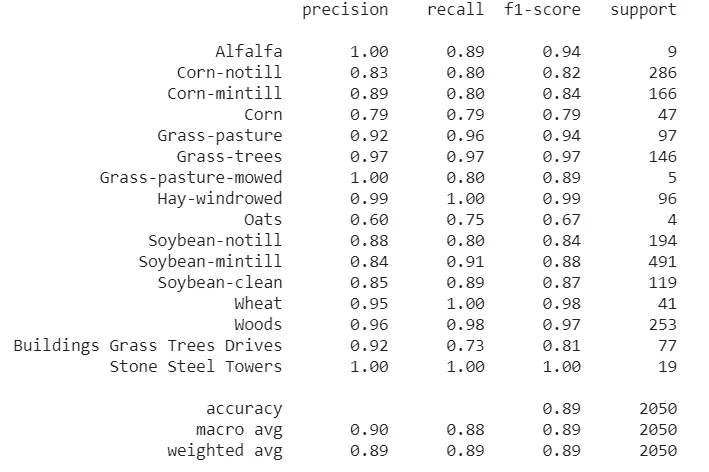 precision recall f1-score support
Alfalfa 1.00 0.89 0.94 9
Corn-notill 0.83 0.80 0.82 286
Corn-mintill 0.89 0.80 0.84 166
Corn 0.79 0.79 0.79 47
Grass-pasture 0.92 0.96 0.94 97
Grass-trees 0.97 0.97 0.97 146
Grass-pasture-mowed 1.00 0.80 0.89 5
Hay-windrowed 0.99 1.00 0.99 96
Oats 0.60 0.75 0.67 4
Soybean-notill 0.88 0.80 0.84 194
Soybean-mintill 0.84 0.91 0.88 491
Soybean-clean 0.85 0.89 0.87 119
Wheat 0.95 1.00 0.98 41
Woods 0.96 0.98 0.97 253
Buildings Grass Trees Drives 0.92 0.73 0.81 77
Stone Steel Towers 1.00 1.00 1.00 19
accuracy 0.89 2050
macro avg 0.90 0.88 0.89 2050
weighted avg 0.89 0.89 0.89 2050